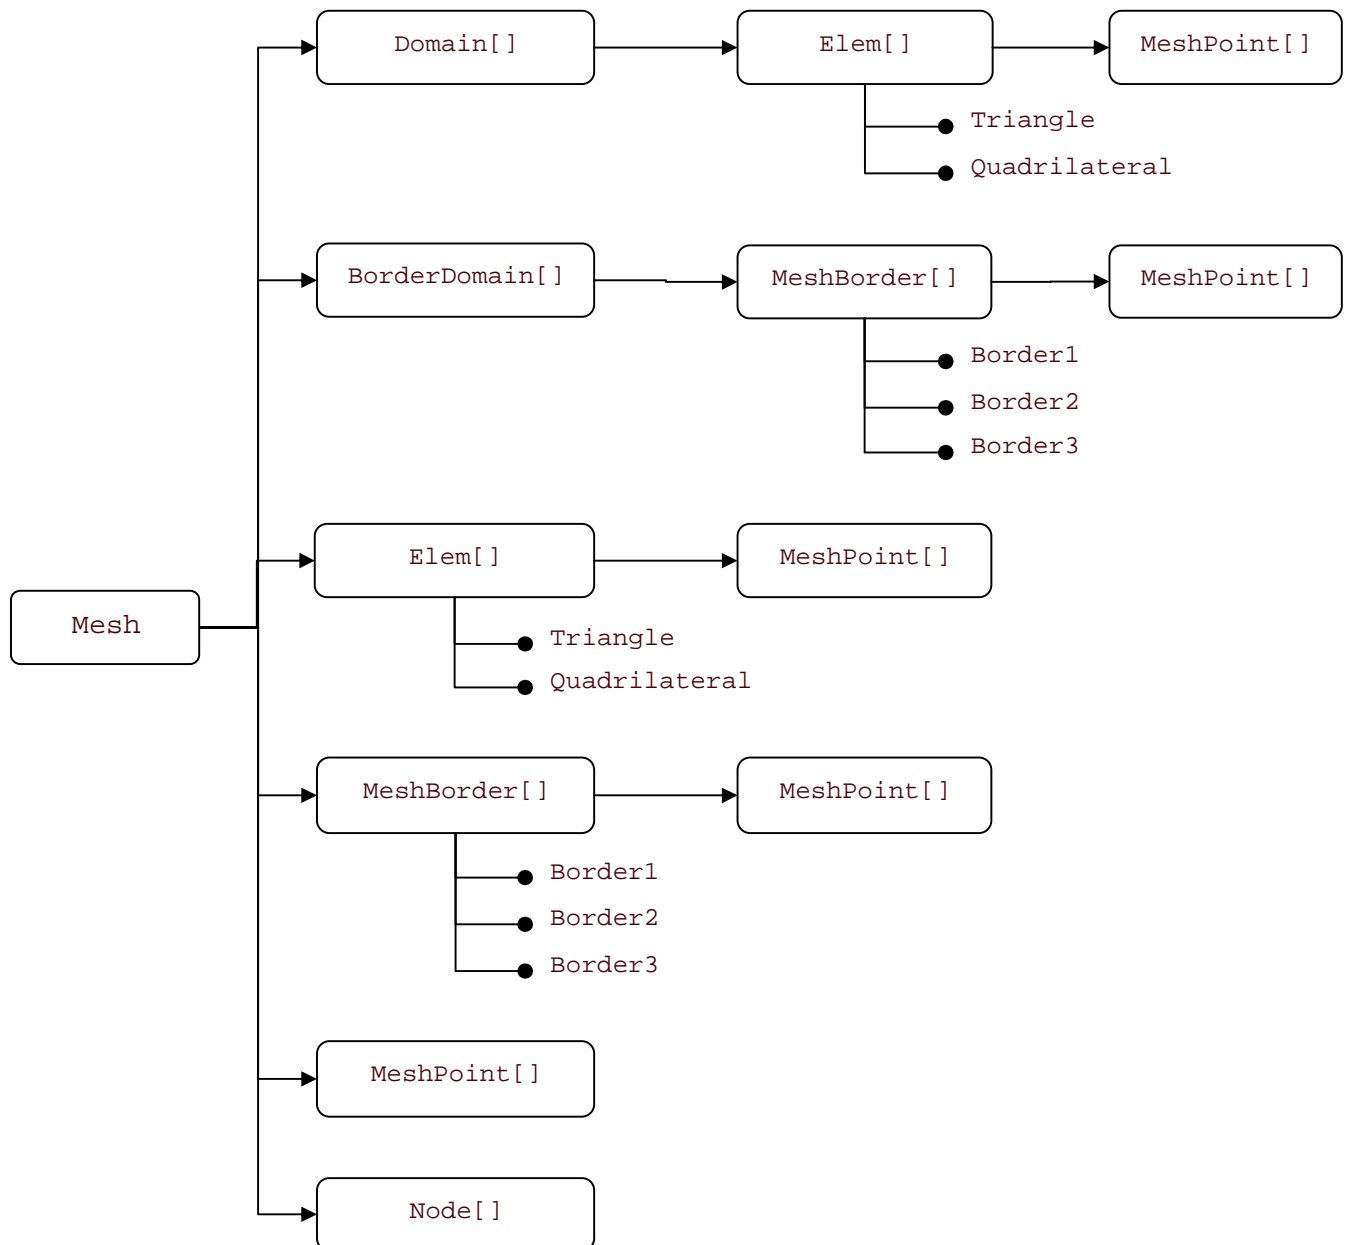 Domain[] Elem[] MeshPoint[]
Triangle
Quadrilateral
BorderDomain[] MeshBorder[] MeshPoint[]
Border1
Border2
Border3
Elem[] MeshPoint[]
Mesh
Triangle
Quadrilateral
MeshBorder[] MeshPoint[]
Border1
Border2
Border3
MeshPoint[]
Node[]